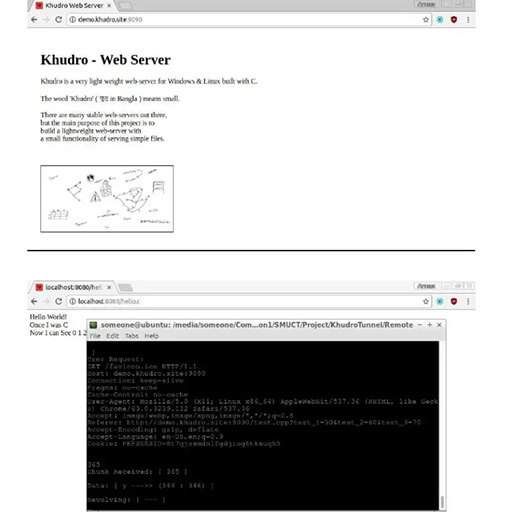 Khudro Web Server
demo.khudro.site:9090
Khudro - Web Server
Khudro is a very light weight web-server for Windows & Linux built with C.
The word 'Khudro' ( ক্ষুদ্র in Bangla ) means small.
There are many stable web-servers out there,
but the main purpose of this project is to
build a lightweight web-server with
a small functionality of serving simple files.
localhost:8080/hell
localhost:8080/hello.c
Hello World!
Once I was C
Now I can See 0 1 2
someone@ubuntu: /media/someone/Com...on1/SMUCT/Project/KhudroTunnel/Remote
File Edit Tabs Help
]
User Request:
GET /favicon.ico HTTP/1.1
Host: demo.khudro.site:9090
Connection: keep-alive
Pragma: no-cache
Cache-Control: no-cache
User-Agent: Mozilla/5.0 (X11; Linux x86_64) AppleWebKit/537.36 (KHTML, like Geck
o) Chrome/63.0.3239.132 Safari/537.36
Accept: image/webp,image/apng,image/*,*/*;q=0.8
Referer: http://demo.khudro.site:9090/test.cpp?test_1=50&test_2=60&test_3=70
Accept-Encoding: gzip, deflate
Accept-Language: en-US,en;q=0.9
Cookie:
365
Chunk Received: [ 365 ]
Data: [ y --->> (366 : 366) ]
Revolving: [ --- ]